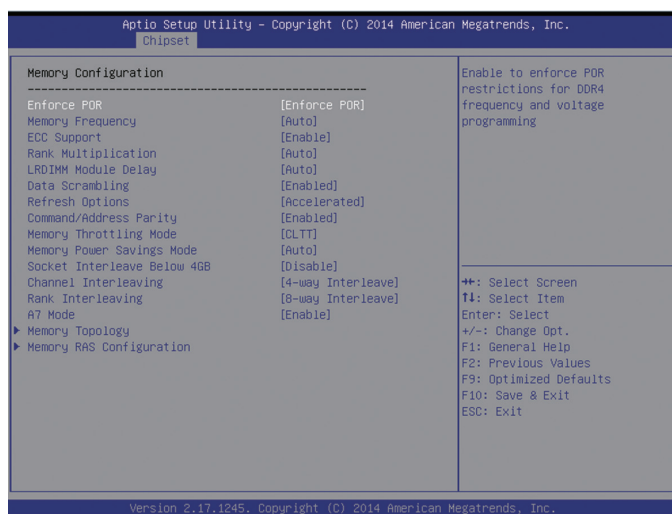 Aptio Setup Utility – Copyright (C) 2014 American Megatrends, Inc.
Chipset
Memory Configuration
------------------------------------------------
Enforce POR [Enforce POR]
Memory Frequency [Auto]
ECC Support [Enable]
Rank Multiplication [Auto]
LRDIMM Module Delay [Auto]
Data Scrambling [Enabled]
Refresh Options [Accelerated]
Command/Address Parity [Enabled]
Memory Throttling Mode [CLTT]
Memory Power Savings Mode [Auto]
Socket Interleave Below 4GB [Disable]
Channel Interleaving [4-way Interleave]
Rank Interleaving [8-way Interleave]
A7 Mode [Enable]
Memory Topology
Memory RAS Configuration
Enable to enforce POR
restrictions for DDR4
frequency and voltage
programming
→←: Select Screen
↑↓: Select Item
Enter: Select
+/-: Change Opt.
F1: General Help
F2: Previous Values
F9: Optimized Defaults
F10: Save & Exit
ESC: Exit
Version 2.17.1245. Copyright (C) 2014 American Megatrends, Inc.